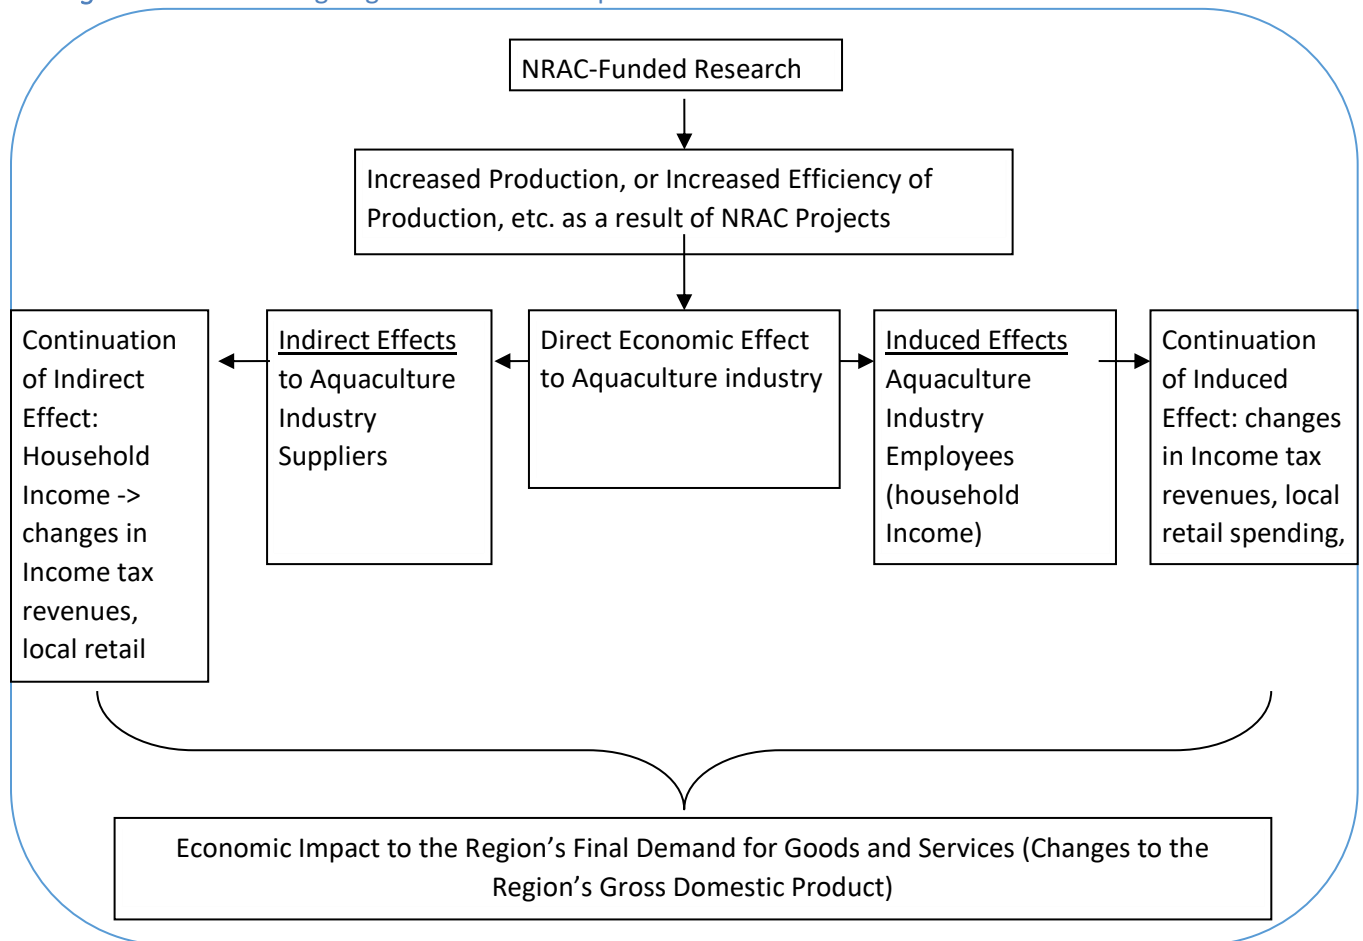 NRAC-Funded Research
Increased Production, or Increased Efficiency of
Production, etc. as a result of NRAC Projects
Continuation
of Indirect
Effect:
Household
Income ->
changes in
Income tax
revenues,
local retail
Indirect Effects
to Aquaculture
Industry
Suppliers
Direct Economic Effect
to Aquaculture industry
Induced Effects
Aquaculture
Industry
Employees
(household
Income)
Continuation
of Induced
Effect: changes
in Income tax
revenues, local
retail spending,
Economic Impact to the Region’s Final Demand for Goods and Services (Changes to the
Region’s Gross Domestic Product)